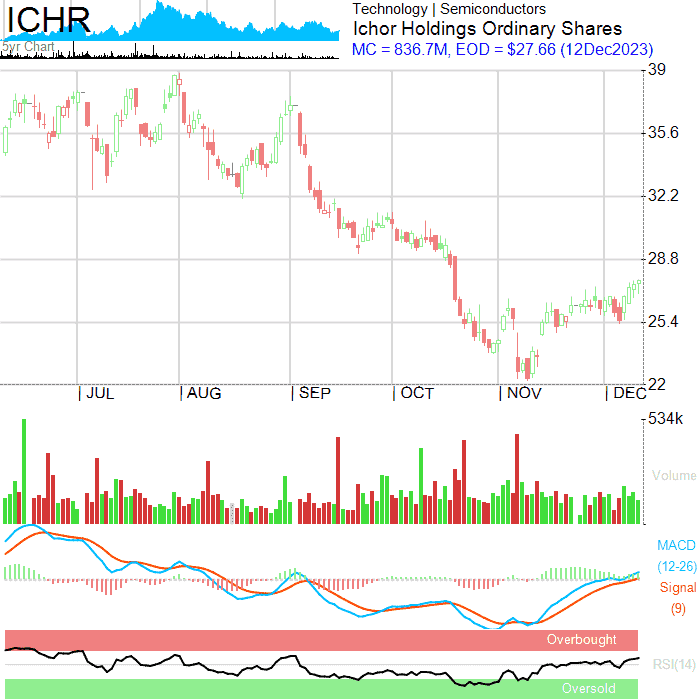 ICHR
5yr Chart
Technology | Semiconductors
Ichor Holdings Ordinary Shares
MC = 836.7M, EOD = $27.66 (12Dec2023)
39
35.6
32.2
28.8
25.4
22
JUL AUG SEP OCT NOV DEC
534k
Volume
MACD
(12-26)
Signal
(9)
Overbought
RSI(14)
Oversold